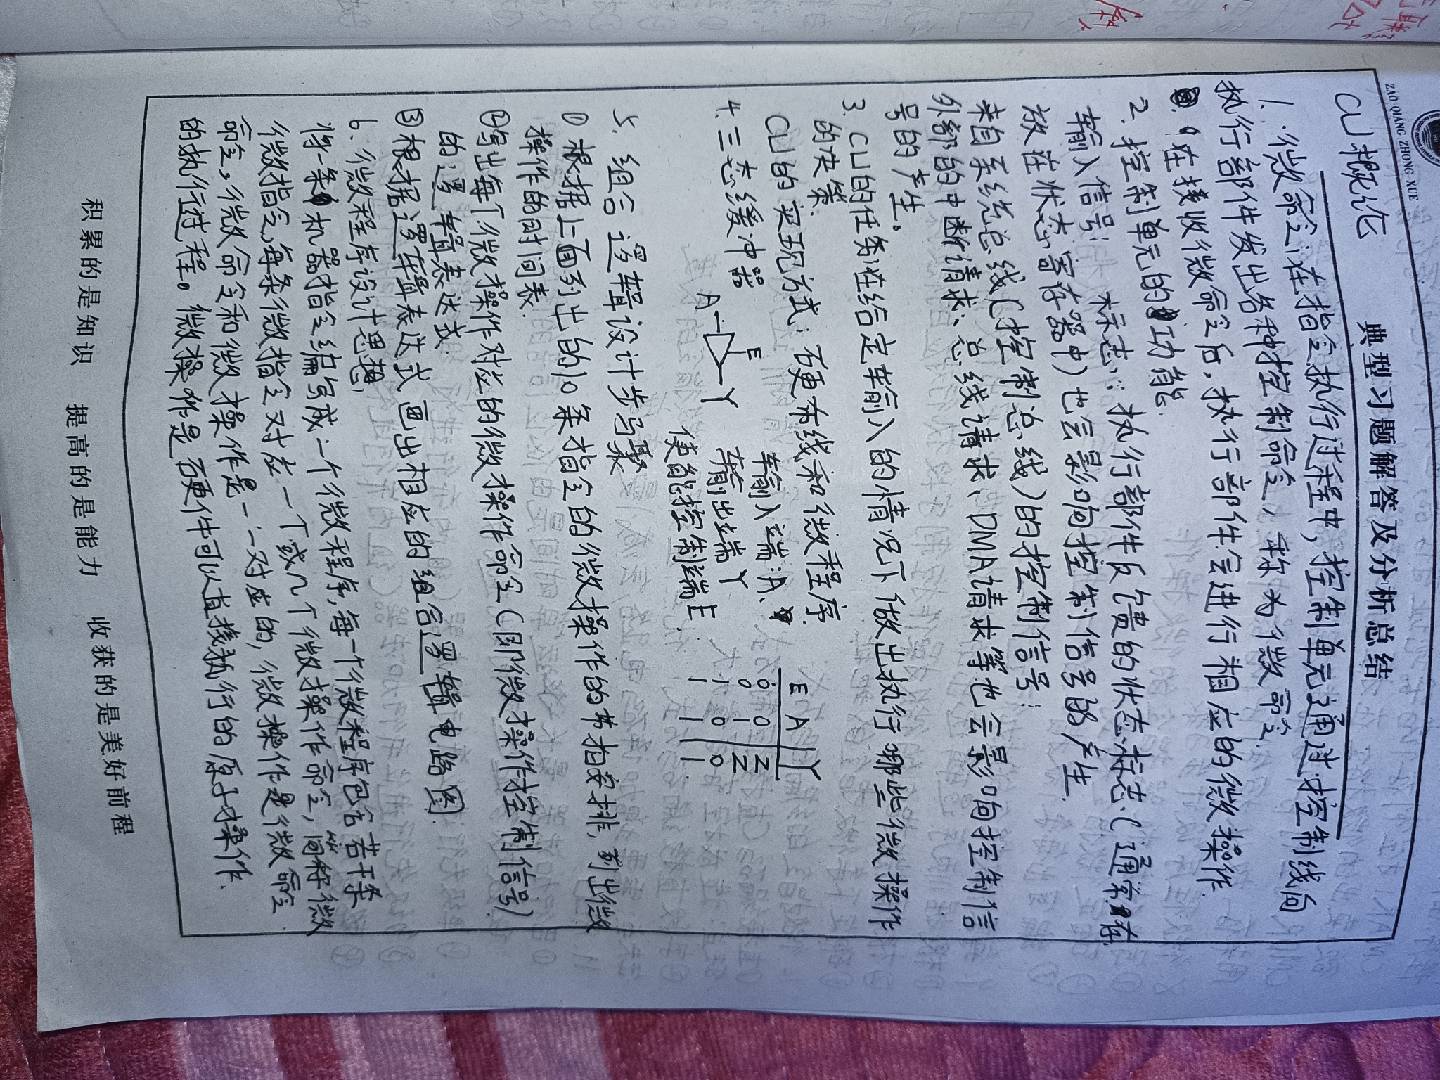 ZAO QIANG ZHONG XUE
典型习题解答及分析总结
CU概论
1. 微命令:在指令执行过程中,控制单元通过控制线向
执行部件发出各种控制命令,称为微命令.
在接收微命令后,执行部件会进行相应的微操作.
2. 控制单元的功能.
输入信号: 标志:执行部件反馈的状态标志(通常存
放在状态寄存器中)也会影响控制信号的产生.
来自系统总线(控制总线)的控制信号:
外部的中断请求、总线请求、DMA请求等也会影响控制信
号的产生。
3. CU的任务:在给定输入的情况下做出执行哪些微操作
的决策.
CU的实现方式:硬布线和微程序.
4. 三态缓冲器
E
A Y
输入端:A.
输出端Y
使能控制端E.
E A Y
0 0 Z
0 1 Z
1 0 0
1 1 1.
5. 组合逻辑设计步骤
① 根据上面列出的10条指令的微操作的节拍安排,列出微
操作的时间表.
②写出每个微操作对应的微操作命令(即微操作控制信号)
的逻辑表达式.
③根据逻辑表达式画出相应的组合逻辑电路图.
6. 微程序设计思想,
将一条机器指令编写成一个微程序,每一个微程序包含若干条
微指令,每条微指令对应一个或几个微操作命令,简称微
命令,微命令和微操作是一一对应的,微操作是微命令
的执行过程。微操作是硬件可以直接执行的原子操作.
积累的是知识 提高的是能力 收获的是美好前程